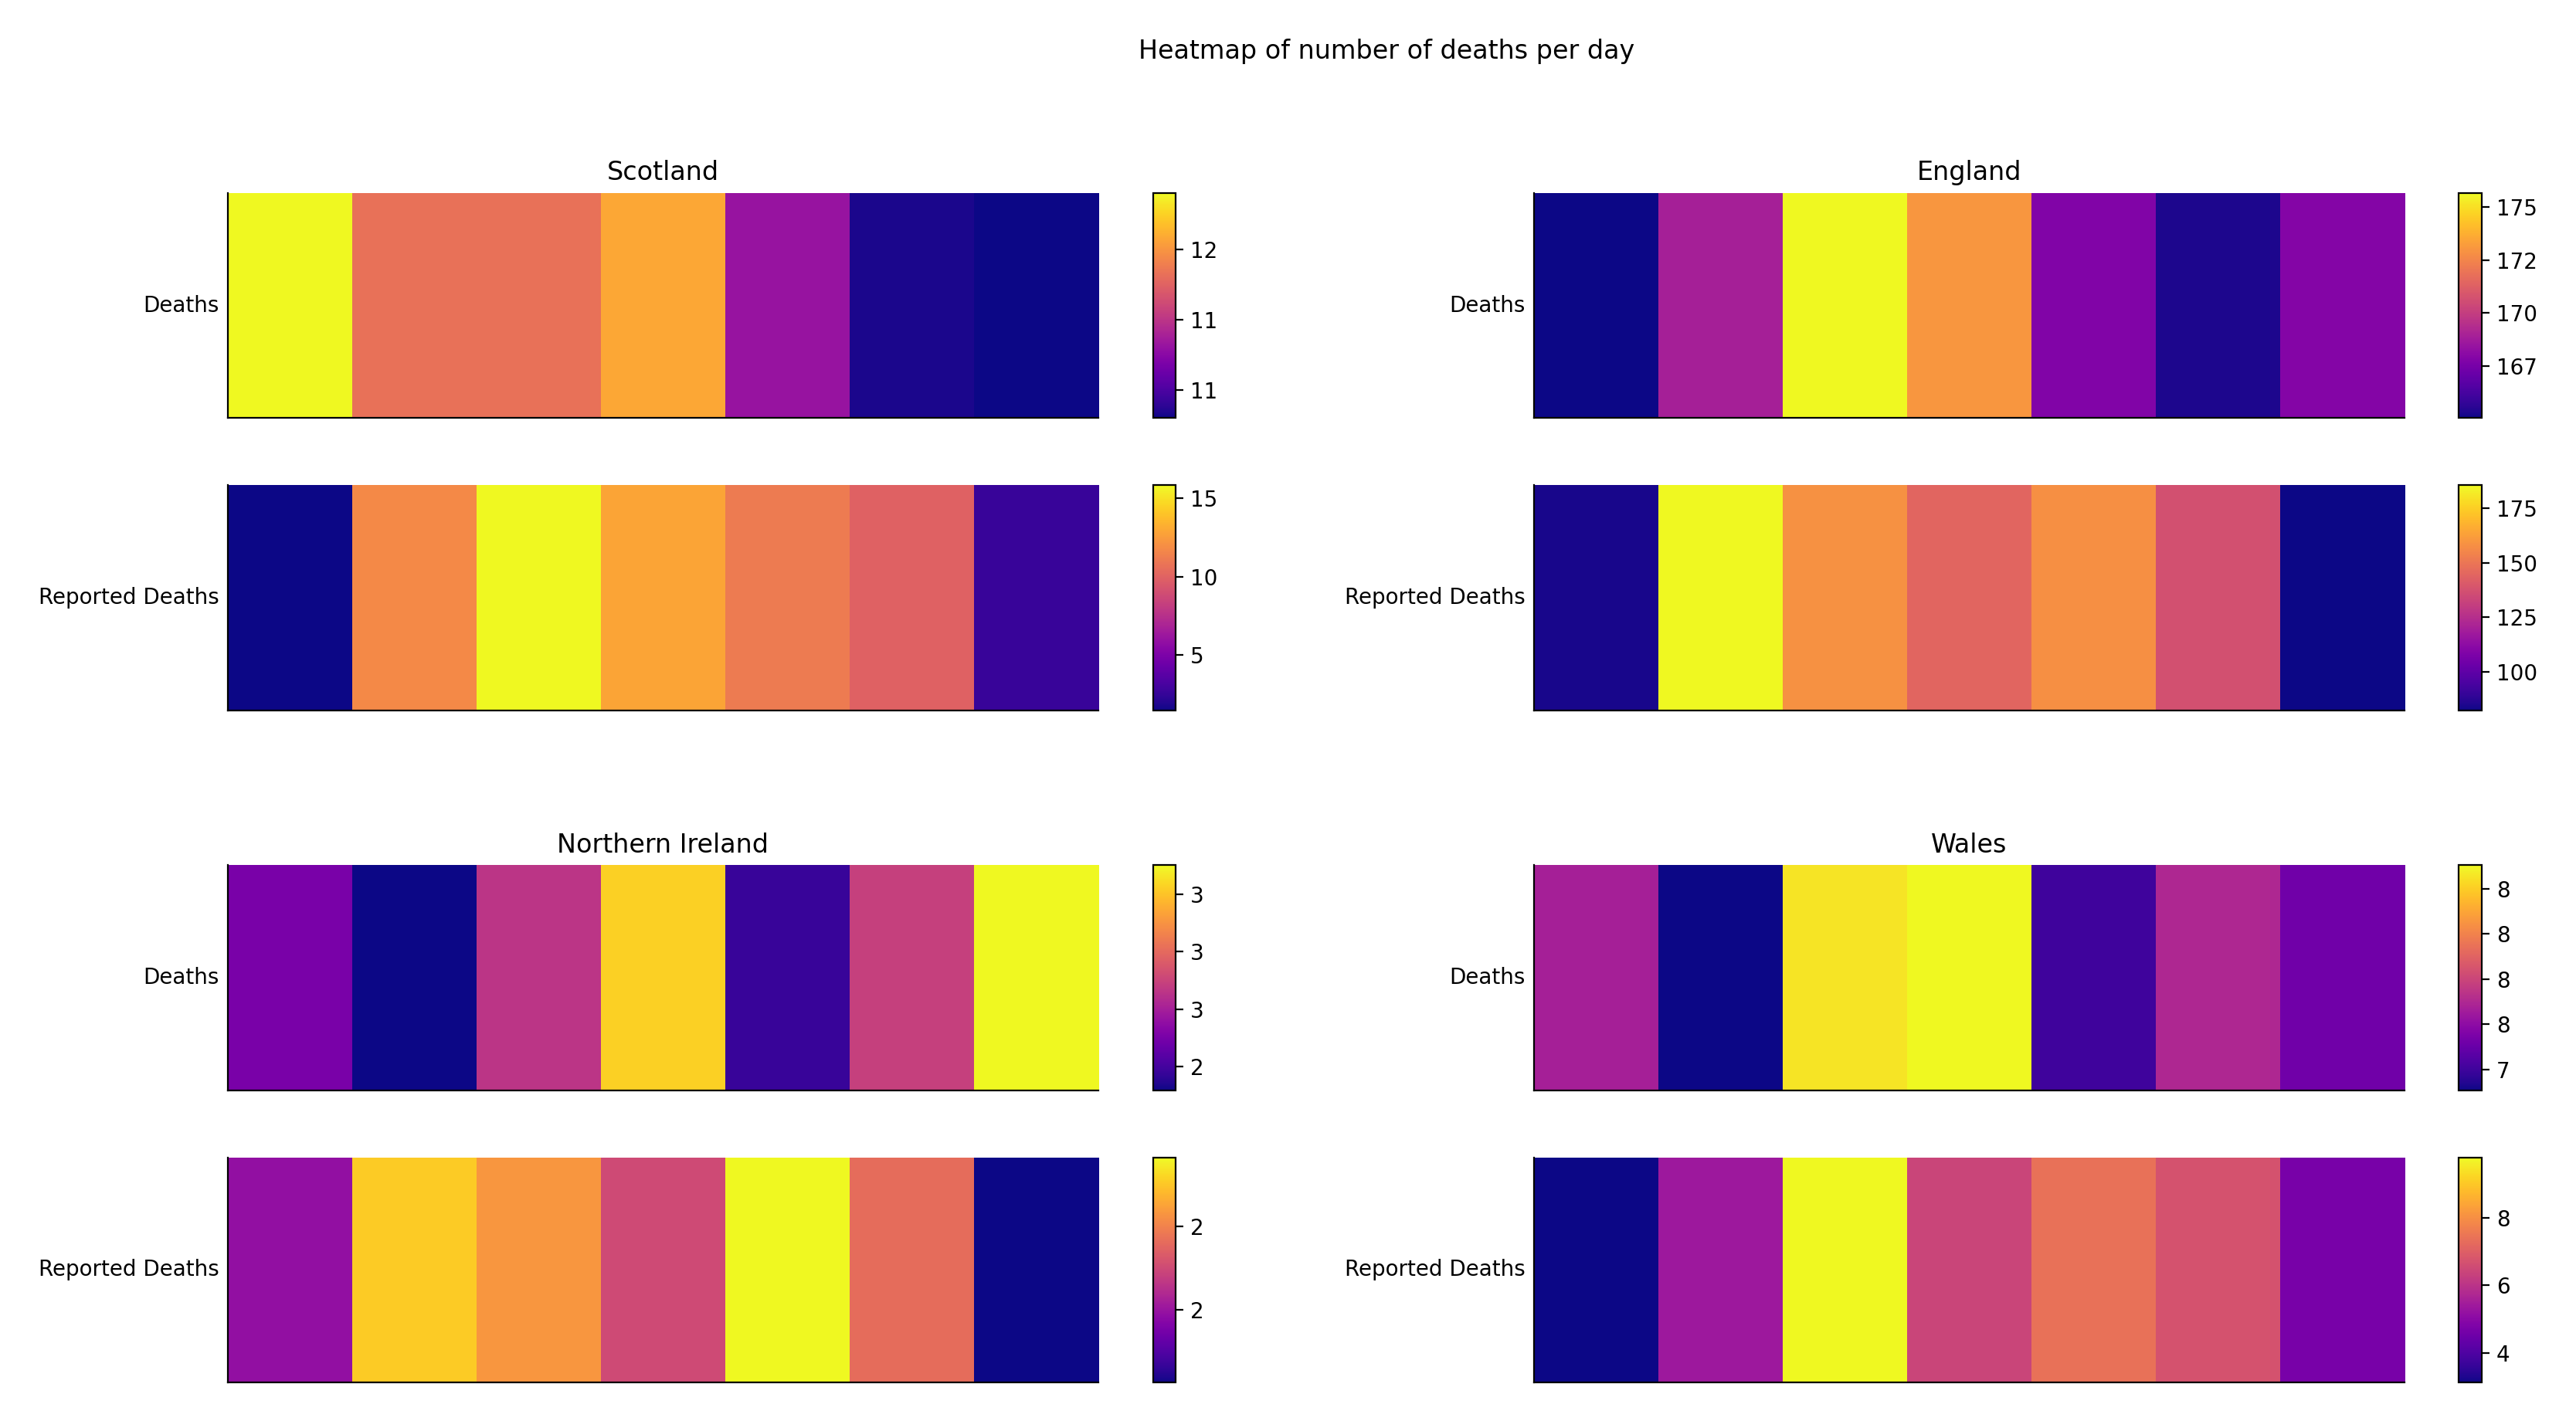 Heatmap of number of deaths per day
Scotland
Deaths
12
11
11
Reported Deaths
15
10
5
England
Deaths
175
172
170
167
Reported Deaths
175
150
125
100
Northern Ireland
Deaths
3
3
3
2
Reported Deaths
2
2
Wales
Deaths
8
8
8
8
7
Reported Deaths
8
6
4